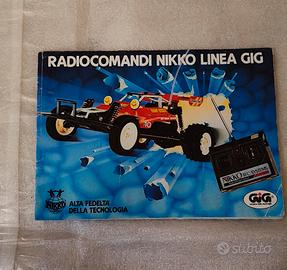 RADIOCOMANDI NIKKO LINEA GIG
NIKKO
NIKKO
ALTA FEDELTÀ
DELLA TECNOLOGIA
GiG
subito